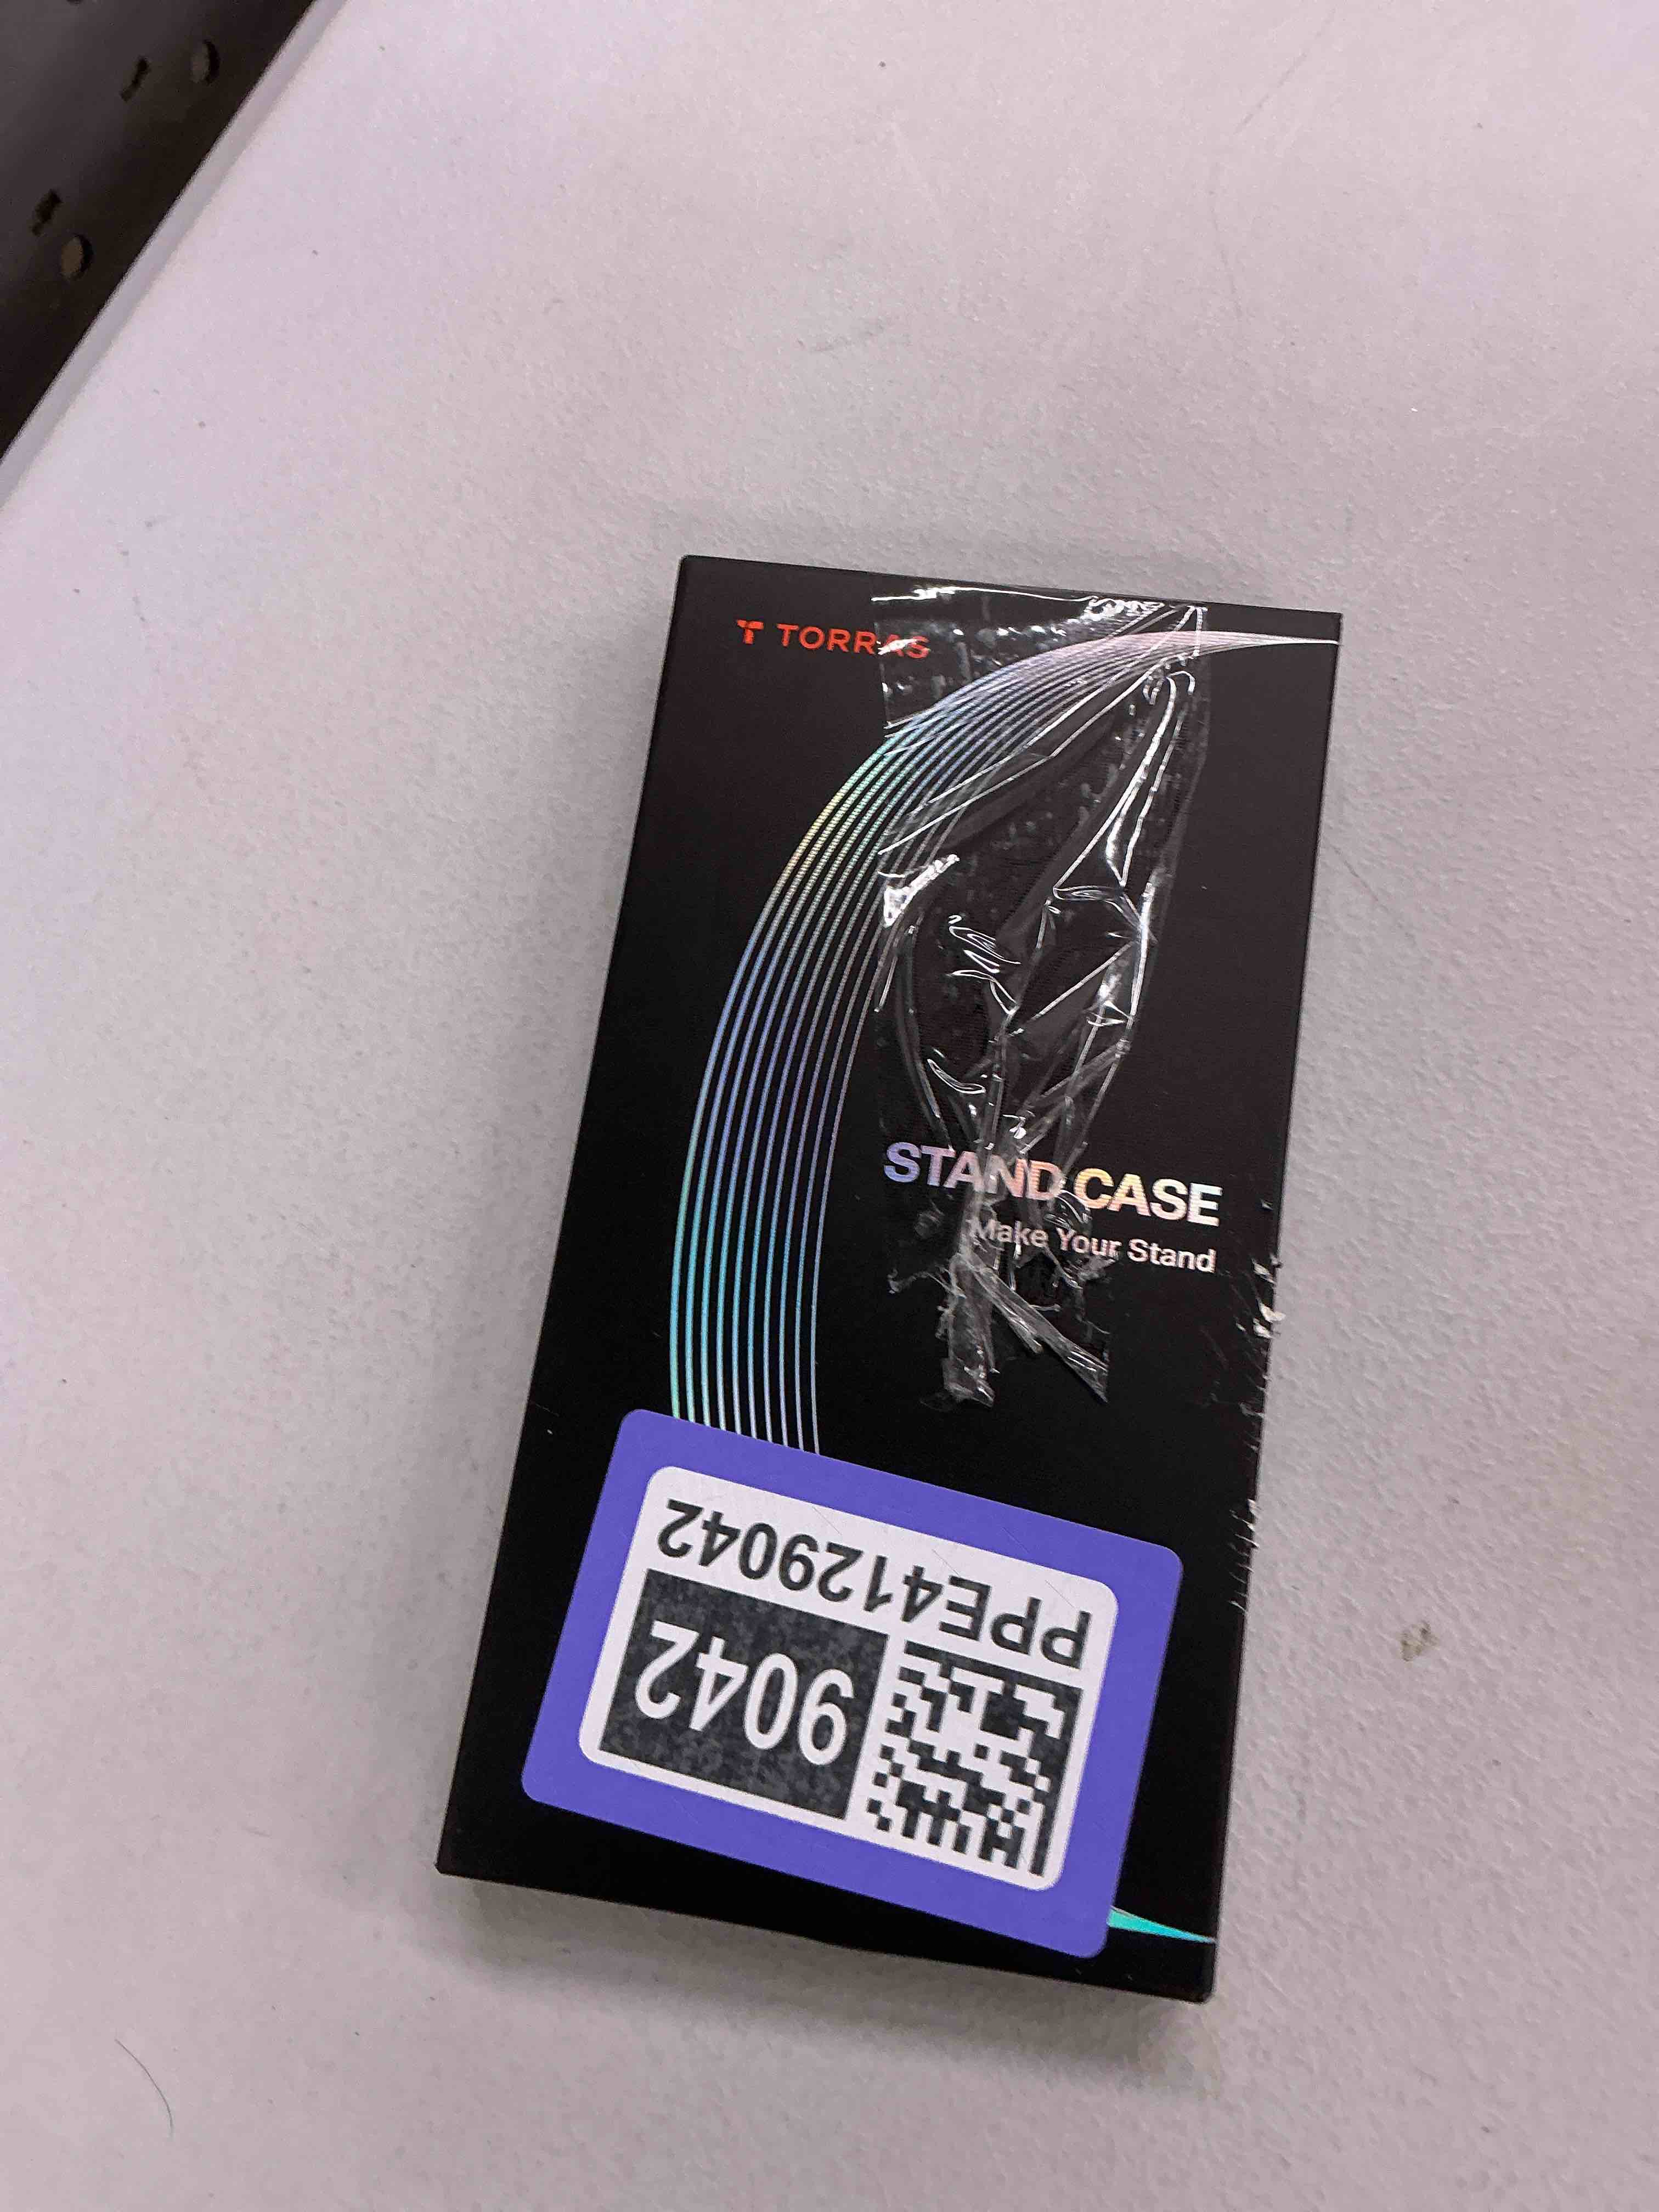 TORRAS
STAND CASE
Make Your Stand
PPE4129042
9042